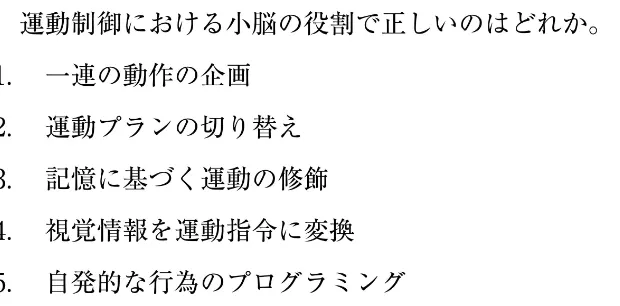 運動制御における小脳の役割で正しいのはどれか。
1. 一連の動作の企画
2. 運動プランの切り替え
3. 記憶に基づく運動の修飾
4. 視覚情報を運動指令に変換
5. 自発的な行為のプログラミング